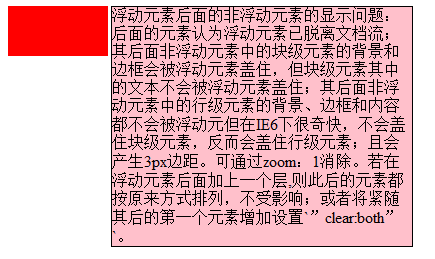 浮动元素后面的非浮动元素的显示问题：
后面的元素认为浮动元素已脱离文档流；
其后面非浮动元素中的块级元素的背景和
边框会被浮动元素盖住，但块级元素其中
的文本不会被浮动元素盖住；其后面非浮
动元素中的行级元素的背景、边框和内容
都不会被浮动元但在IE6下很奇快，不会盖
住块级元素，反而会盖住行级元素；且会
产生3px边距。可通过zoom：1消除。若在
浮动元素后面加上一个层,则此后的元素都
按原来方式排列，不受影响；或者将紧随
其后的第一个元素增加设置`” clear:both”
`。